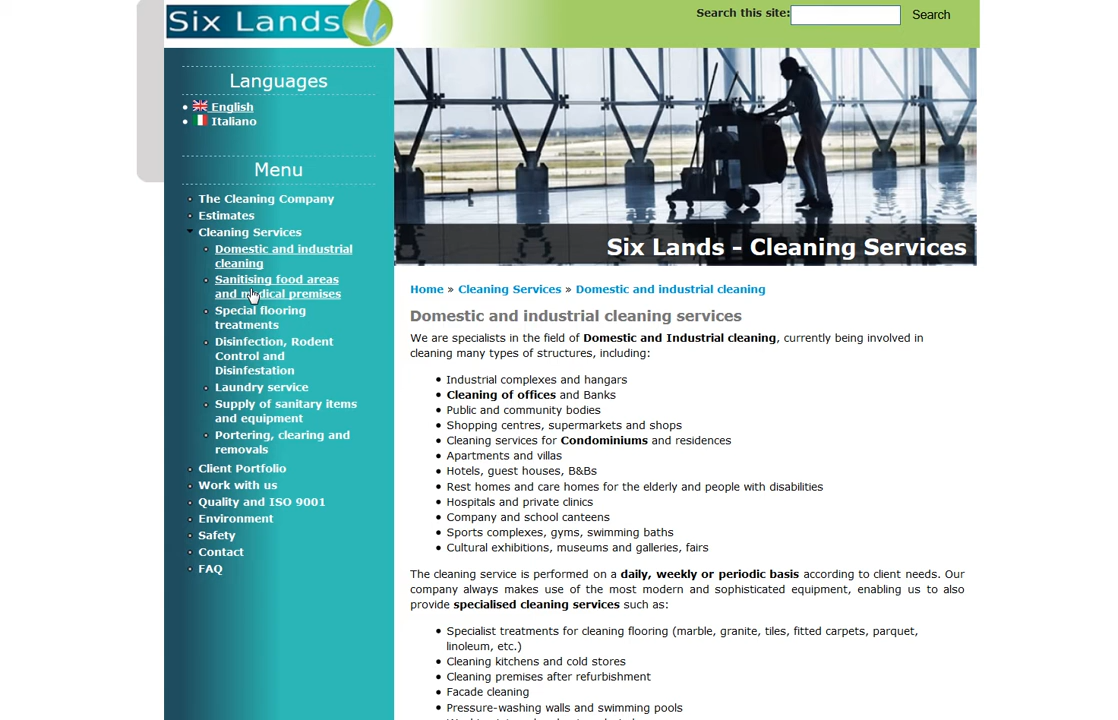 Six Lands
Search this site:
Search
Languages
English
Italiano
Menu
The Cleaning Company
Estimates
Cleaning Services
Domestic and industrial
cleaning
Sanitising food areas
and medical premises
Special flooring
treatments
Disinfection, Rodent
Control and
Disinfestation
Laundry service
Supply of sanitary items
and equipment
Portering, clearing and
removals
Client Portfolio
Work with us
Quality and ISO 9001
Environment
Safety
Contact
FAQ
Six Lands - Cleaning Services
Home » Cleaning Services » Domestic and industrial cleaning
Domestic and industrial cleaning services
We are specialists in the field of Domestic and Industrial cleaning, currently being involved in
cleaning many types of structures, including:
Industrial complexes and hangars
Cleaning of offices and Banks
Public and community bodies
Shopping centres, supermarkets and shops
Cleaning services for Condominiums and residences
Apartments and villas
Hotels, guest houses, B&Bs
Rest homes and care homes for the elderly and people with disabilities
Hospitals and private clinics
Company and school canteens
Sports complexes, gyms, swimming baths
Cultural exhibitions, museums and galleries, fairs
The cleaning service is performed on a daily, weekly or periodic basis according to client needs. Our
company always makes use of the most modern and sophisticated equipment, enabling us to also
provide specialised cleaning services such as:
Specialist treatments for cleaning flooring (marble, granite, tiles, fitted carpets, parquet,
linoleum, etc.)
Cleaning kitchens and cold stores
Cleaning premises after refurbishment
Facade cleaning
Pressure-washing walls and swimming pools